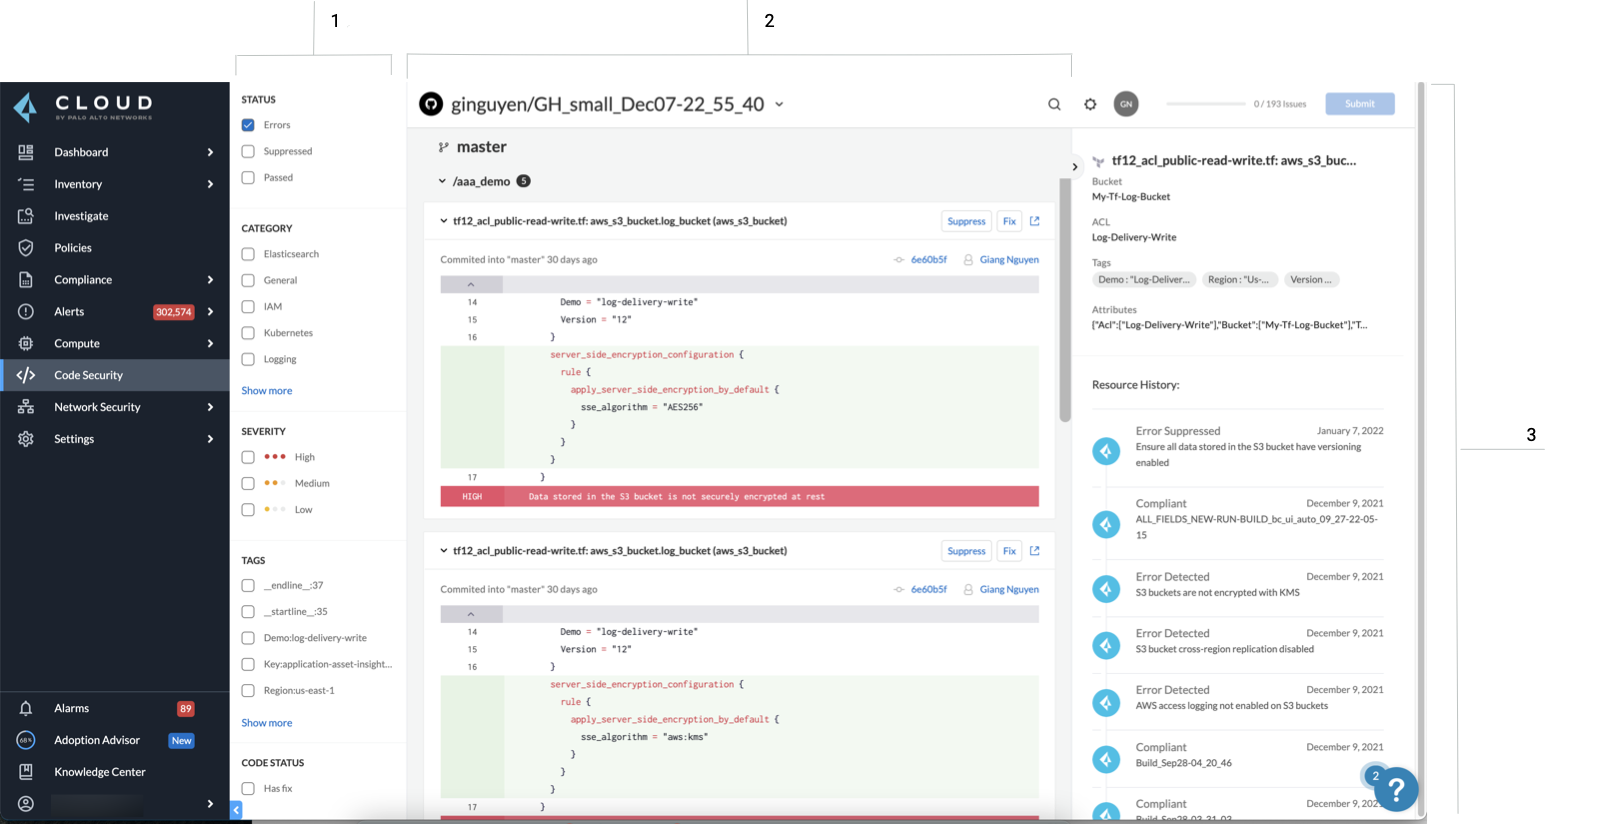 1
2
3
CLOUD
BY PALO ALTO NETWORKS
Dashboard
Inventory
Investigate
Policies
Compliance
Alerts 302,574
Compute
Code Security
Network Security
Settings
Alarms 89
68% Adoption Advisor New
Knowledge Center
STATUS
Errors
Suppressed
Passed
CATEGORY
Elasticsearch
General
IAM
Kubernetes
Logging
Show more
SEVERITY
High
Medium
Low
TAGS
__endline__:37
__startline__:35
Demo:log-delivery-write
Key:application-asset-insight...
Region:us-east-1
Show more
CODE STATUS
Has fix
ginguyen/GH_small_Dec07-22_55_40
GN
0 / 193 Issues
Submit
master
/aaa_demo 5
tf12_acl_public-read-write.tf: aws_s3_bucket.log_bucket (aws_s3_bucket) Suppress Fix
Commited into "master" 30 days ago 6e60b5f Giang Nguyen
14 Demo = "log-delivery-write"
15 Version = "12"
16 }
server_side_encryption_configuration {
rule {
apply_server_side_encryption_by_default {
sse_algorithm = "AES256"
}
}
}
17 }
HIGH Data stored in the S3 bucket is not securely encrypted at rest
tf12_acl_public-read-write.tf: aws_s3_bucket.log_bucket (aws_s3_bucket) Suppress Fix
Commited into "master" 30 days ago 6e60b5f Giang Nguyen
14 Demo = "log-delivery-write"
15 Version = "12"
16 }
server_side_encryption_configuration {
rule {
apply_server_side_encryption_by_default {
sse_algorithm = "aws:kms"
}
}
}
17 }
tf12_acl_public-read-write.tf: aws_s3_buc...
Bucket
My-Tf-Log-Bucket
ACL
Log-Delivery-Write
Tags
Demo : "Log-Deliver... Region : "Us-... Version ...
Attributes
{"Acl":["Log-Delivery-Write"],"Bucket":["My-Tf-Log-Bucket"],"T...
Resource History:
Error Suppressed January 7, 2022
Ensure all data stored in the S3 bucket have versioning
enabled
Compliant December 9, 2021
ALL_FIELDS_NEW-RUN-BUILD_bc_ui_auto_09_27-22-05-
15
Error Detected December 9, 2021
S3 buckets are not encrypted with KMS
Error Detected December 9, 2021
S3 bucket cross-region replication disabled
Error Detected December 9, 2021
AWS access logging not enabled on S3 buckets
Compliant December 9, 2021
Build_Sep28-04_20_46
2 ?
Compliant December 9, 202